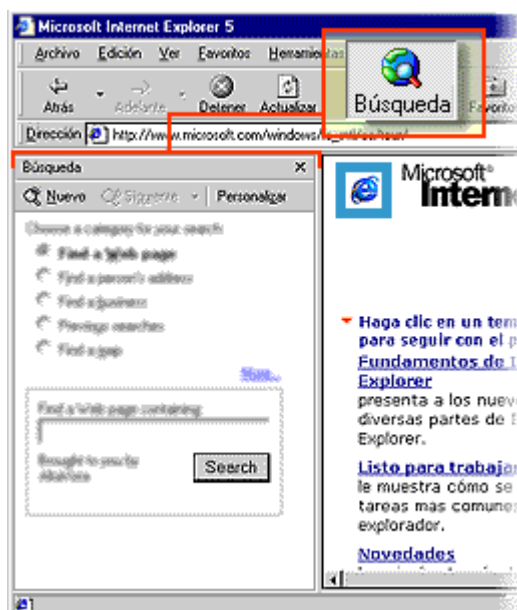 Microsoft Internet Explorer 5
Archivo Edición Ver Favoritos Herramientas
Atrás Adelante Detener Actualizar Búsqueda Favorito
Dirección http://www.microsoft.com/windows/
Búsqueda
Nuevo Siguiente Personalizar
Choose a category for your search:
Find a Web page
Find a person's address
Find a business
Previous searches
Find a map
More...
Find a Web page containing:
Brought to you by
AltaVista
Search
Microsoft®
Intern
Haga clic en un tem
para seguir con el p
Fundamentos de I
Explorer
presenta a los nuev
diversas partes de I
Explorer.
Listo para trabajar
le muestra cómo se
tareas mas comune
explorador.
Novedades